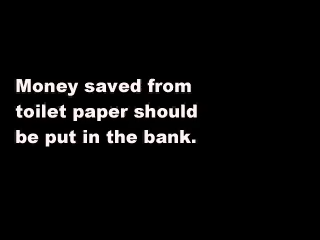 Money saved from
toilet paper should
be put in the bank.